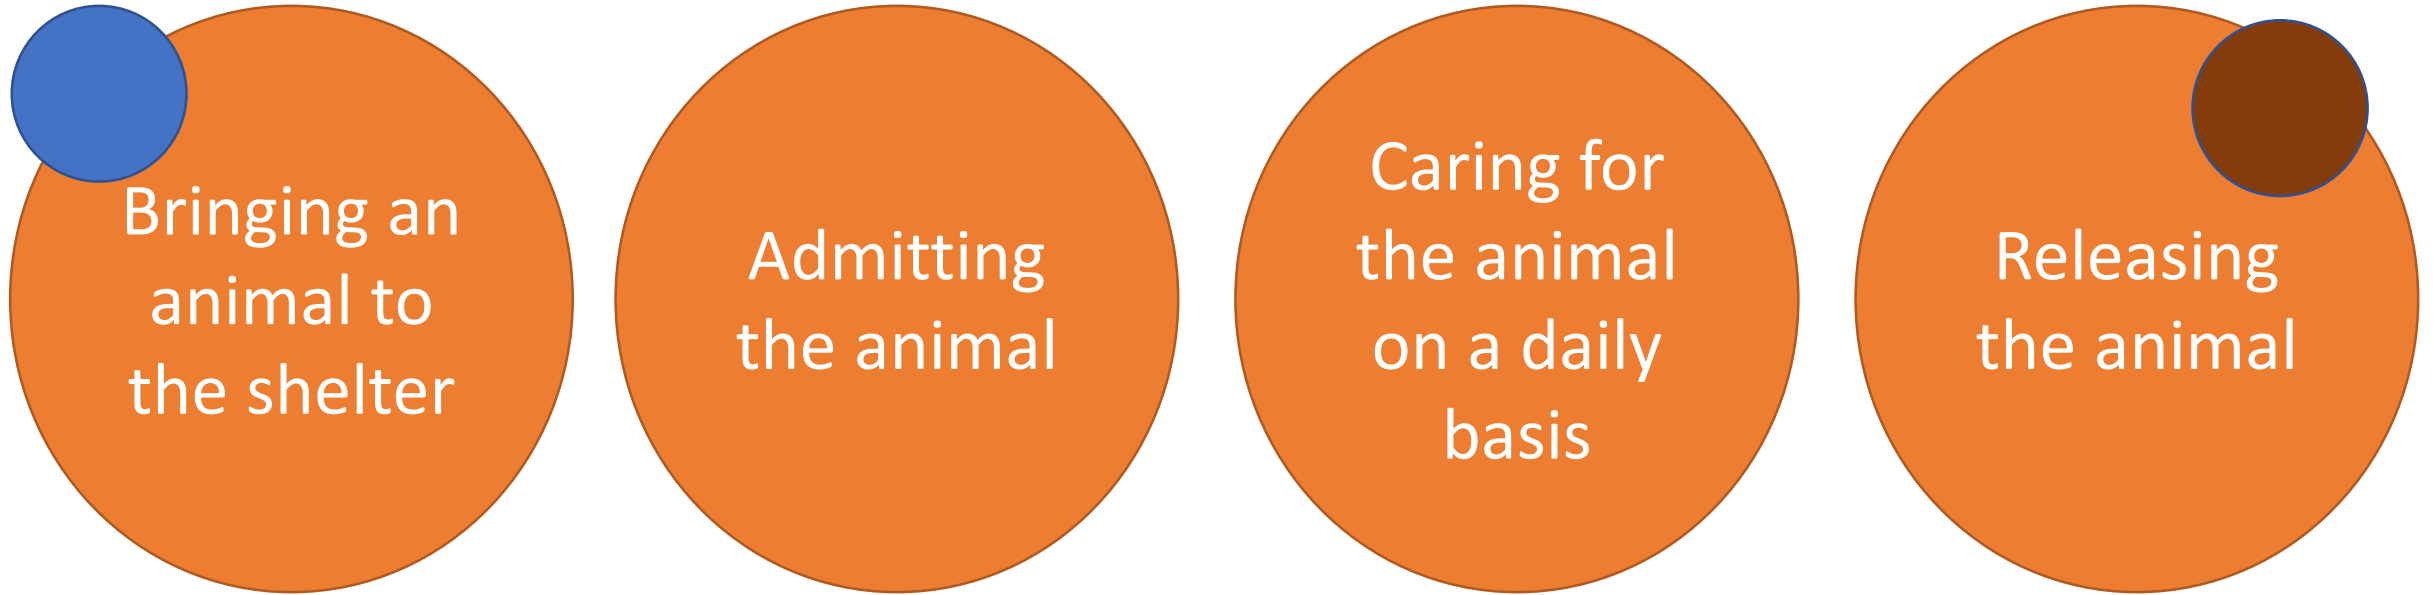 Bringing an
animal to
the shelter
Admitting
the animal
Caring for
the animal
on a daily
basis
Releasing
the animal